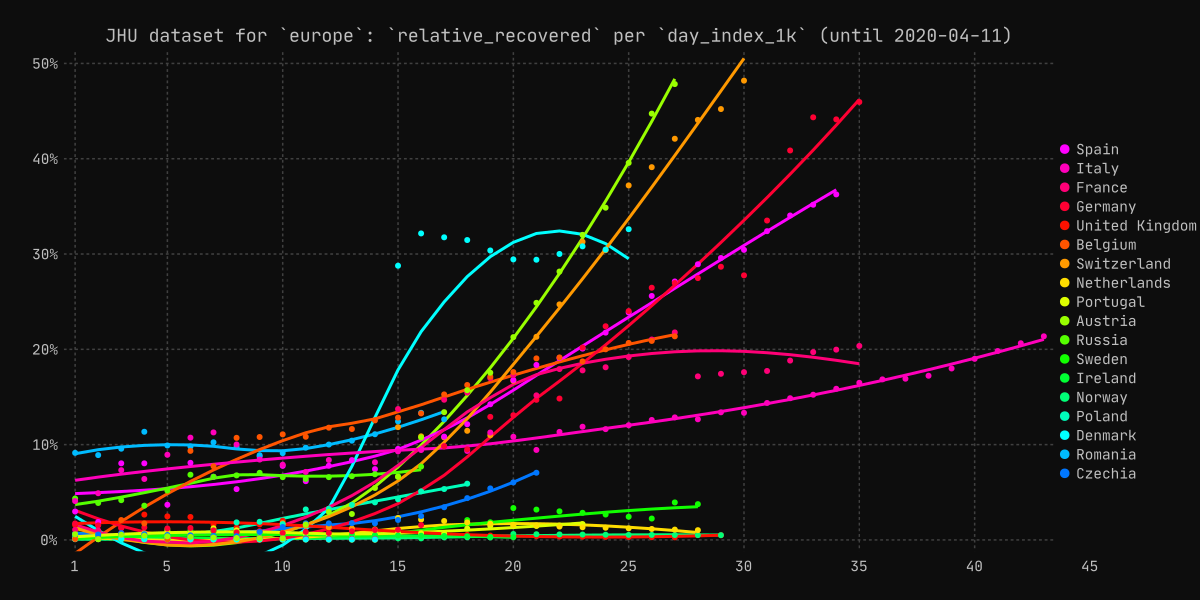 JHU dataset for `europe`: `relative_recovered` per `day_index_1k` (until 2020-04-11)
50%
40%
30%
20%
10%
0%
1 5 10 15 20 25 30 35 40 45
Spain
Italy
France
Germany
United Kingdom
Belgium
Switzerland
Netherlands
Portugal
Austria
Russia
Sweden
Ireland
Norway
Poland
Denmark
Romania
Czechia